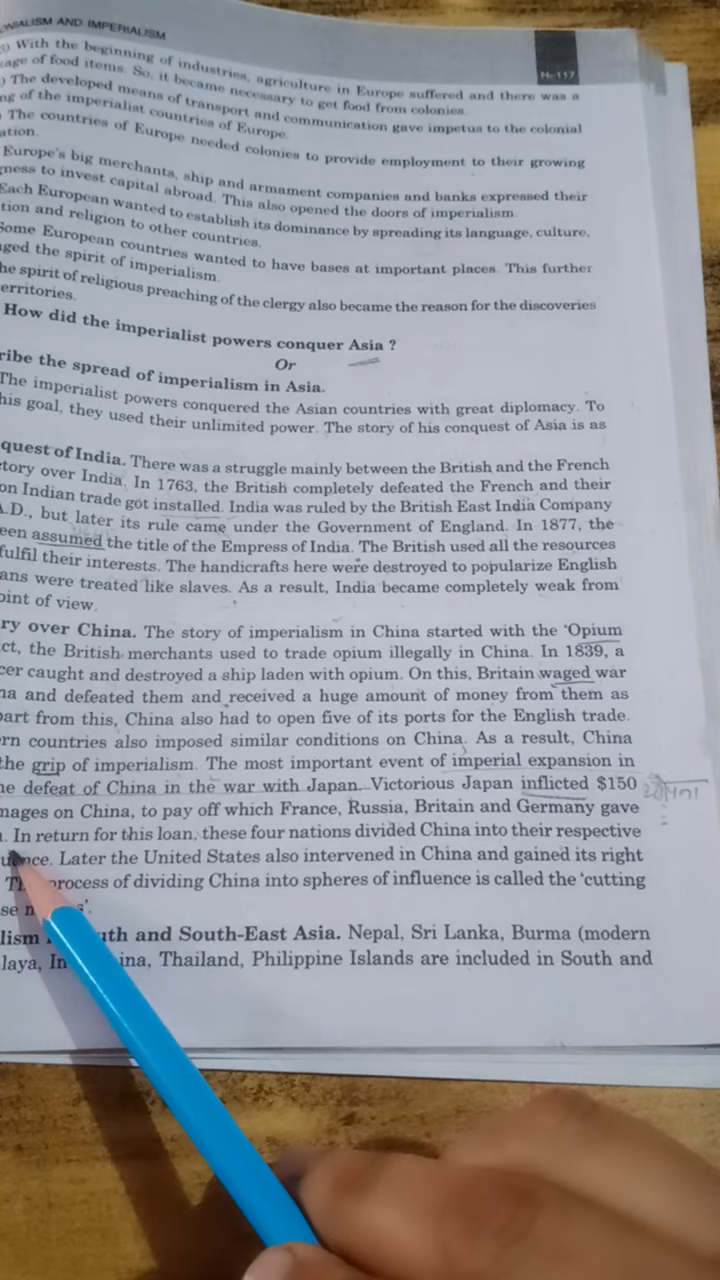 ONIALISM AND IMPERIALISM
H-117
With the beginning of industries, agriculture in Europe suffered and there was a
age of food items. So, it became necessary to get food from colonies.
The developed means of transport and communication gave impetus to the colonial
ng of the imperialist countries of Europe.
The countries of Europe needed colonies to provide employment to their growing
ation.
Europe's big merchants, ship and armament companies and banks expressed their
gness to invest capital abroad. This also opened the doors of imperialism.
Each European wanted to establish its dominance by spreading its language, culture,
tion and religion to other countries.
Some European countries wanted to have bases at important places. This further
aged the spirit of imperialism.
he spirit of religious preaching of the clergy also became the reason for the discoveries
erritories.
How did the imperialist powers conquer Asia ?
Or
ribe the spread of imperialism in Asia.
The imperialist powers conquered the Asian countries with great diplomacy. To
his goal, they used their unlimited power. The story of his conquest of Asia is as
quest of India. There was a struggle mainly between the British and the French
tory over India. In 1763, the British completely defeated the French and their
on Indian trade got installed. India was ruled by the British East India Company
A.D., but later its rule came under the Government of England. In 1877, the
een assumed the title of the Empress of India. The British used all the resources
fulfil their interests. The handicrafts here were destroyed to popularize English
ans were treated like slaves. As a result, India became completely weak from
oint of view.
ry over China. The story of imperialism in China started with the 'Opium
ct, the British merchants used to trade opium illegally in China. In 1839, a
cer caught and destroyed a ship laden with opium. On this, Britain waged war
na and defeated them and received a huge amount of money from them as
part from this, China also had to open five of its ports for the English trade.
rn countries also imposed similar conditions on China. As a result, China
the grip of imperialism. The most important event of imperial expansion in
he defeat of China in the war with Japan. Victorious Japan inflicted $150
mages on China, to pay off which France, Russia, Britain and Germany gave
. In return for this loan, these four nations divided China into their respective
uence. Later the United States also intervened in China and gained its right
process of dividing China into spheres of influence is called the 'cutting
se
lism uth and South-East Asia. Nepal, Sri Lanka, Burma (modern
laya, In ina, Thailand, Philippine Islands are included in South and